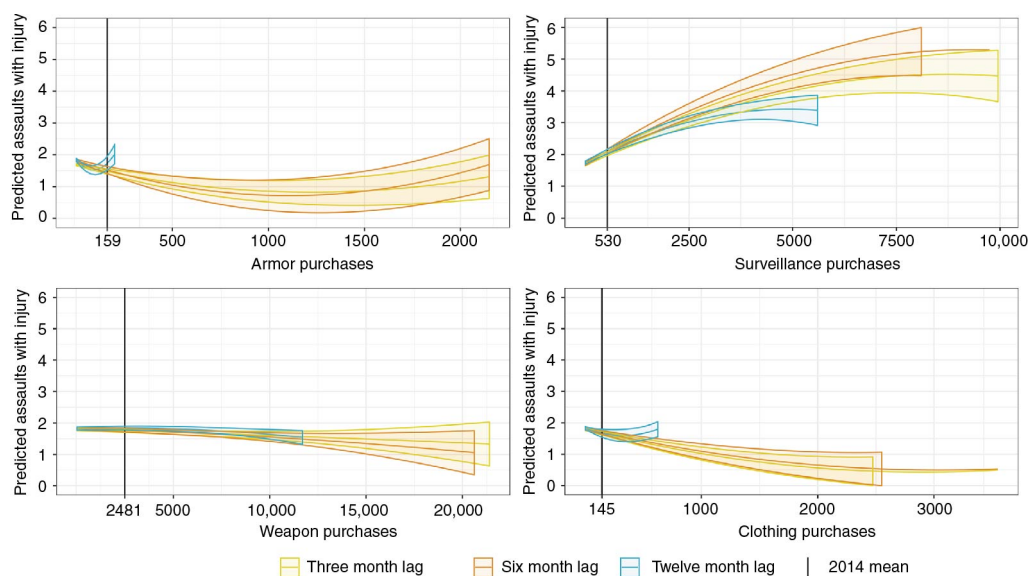 Predicted assaults with injury
6
5
4
3
2
1
0
159 500 1000 1500 2000
Armor purchases
Predicted assaults with injury
6
5
4
3
2
1
0
530 2500 5000 7500 10,000
Surveillance purchases
Predicted assaults with injury
6
5
4
3
2
1
0
2481 5000 10,000 15,000 20,000
Weapon purchases
Predicted assaults with injury
6
5
4
3
2
1
0
145 1000 2000 3000
Clothing purchases
Three month lag Six month lag Twelve month lag 2014 mean